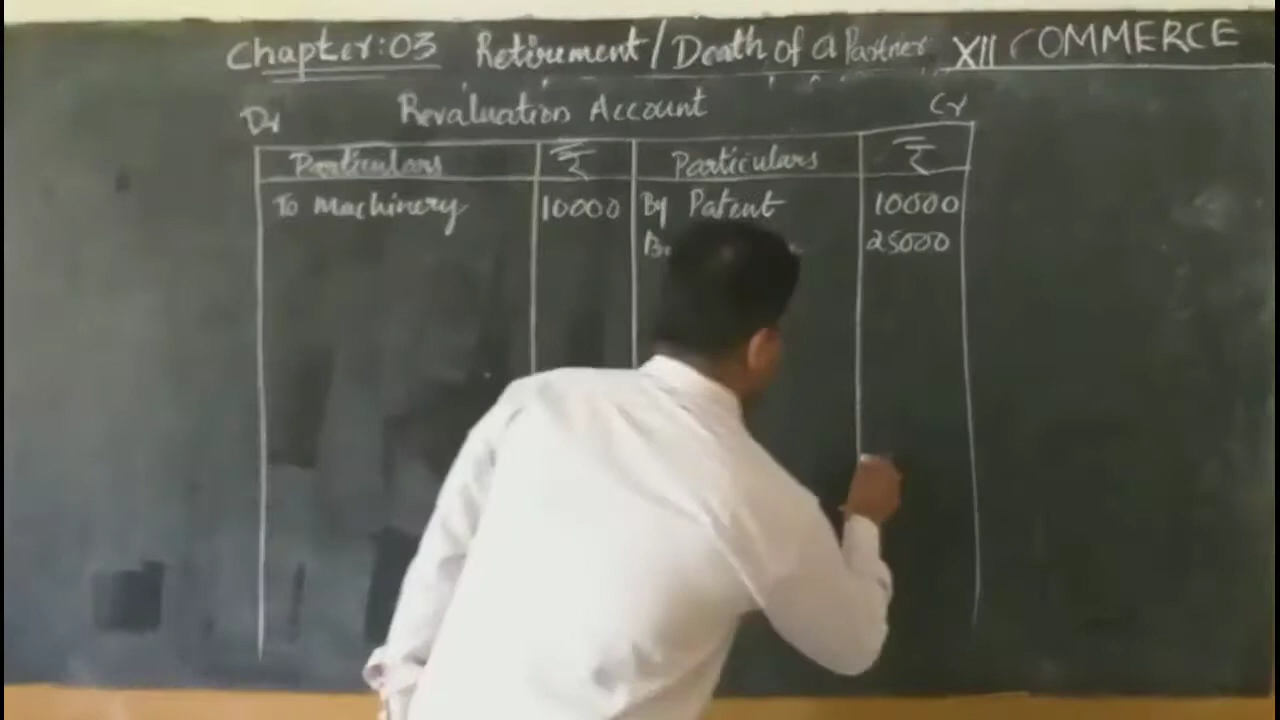 Chapter:03 Retirement/Death of a Partner XII COMMERCE
Dr Revaluation Account Cr
Particulars ₹ Particulars ₹
To Machinery 10000 By Patent 10000
25000